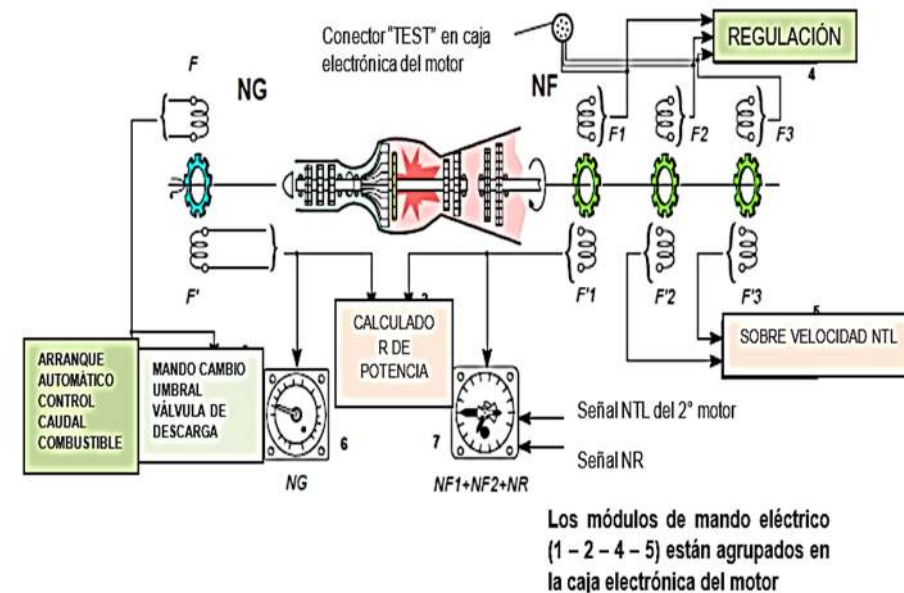 Conector "TEST" en caja
electrónica del motor
REGULACIÓN
4
F
NG
NF
F1
F2
F3
F'
F'1
F'2
F'3
CALCULADO
R DE
POTENCIA
SOBRE VELOCIDAD NTL
ARRANQUE
AUTOMÁTICO
CONTROL
CAUDAL
COMBUSTIBLE
MANDO CAMBIO
UMBRAL
VÁLVULA DE
DESCARGA
6
NG
7
NF1+NF2+NR
Señal NTL del 2° motor
Señal NR
Los módulos de mando eléctrico
(1 – 2 – 4 – 5) están agrupados en
la caja electrónica del motor